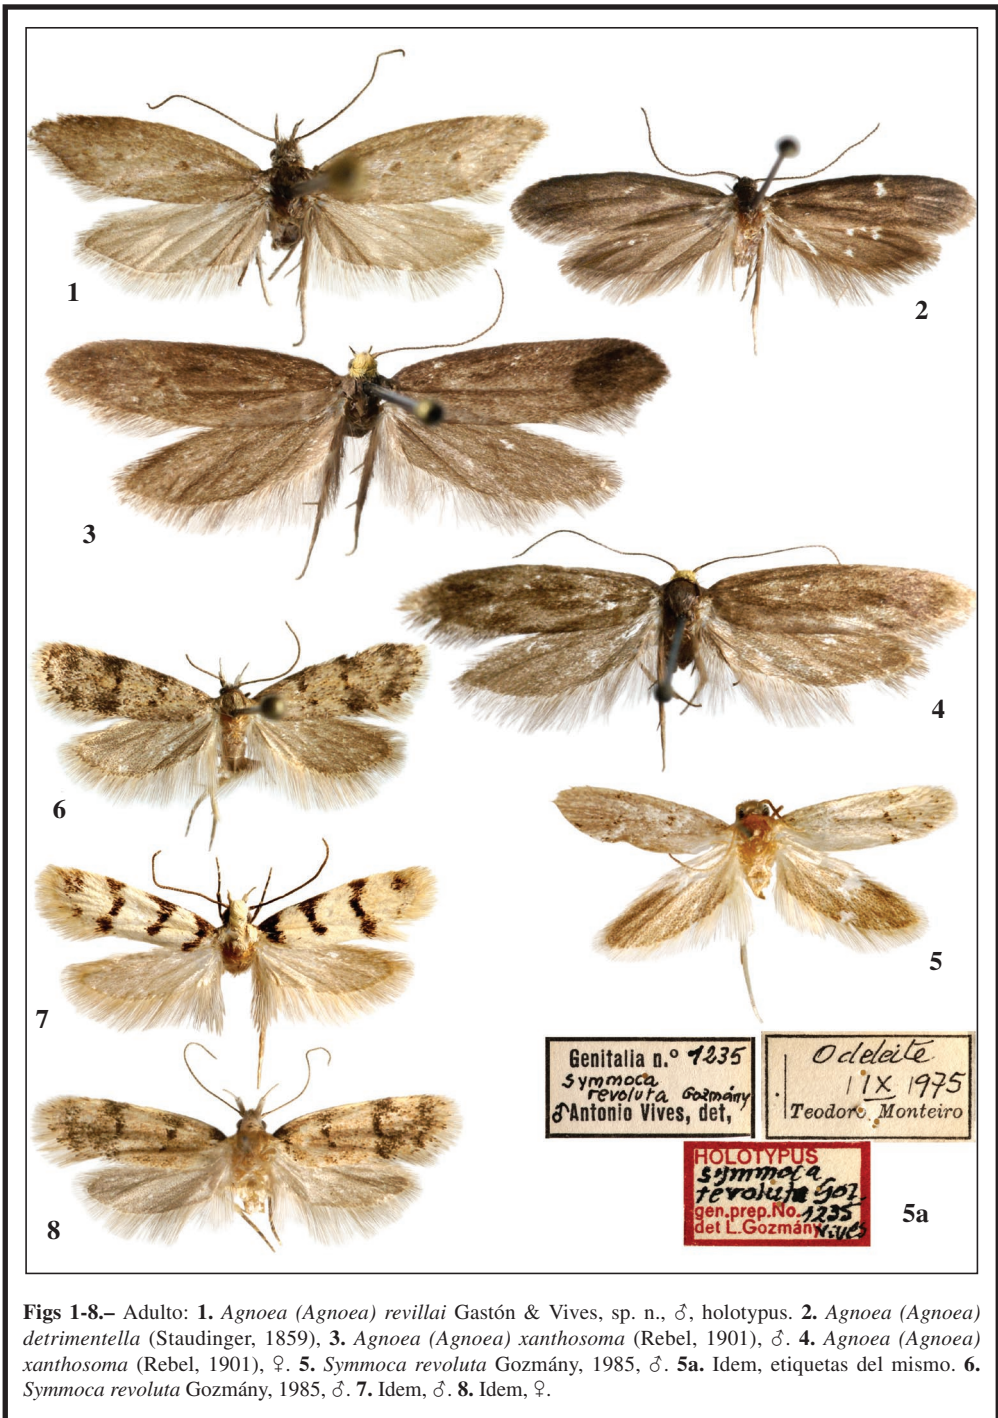 1
2
3
4
6
5
7
8
Genitalia n.º 1235
symmoca
revoluta Gozmány
♂ Antonio Vives, det,
Odeleite
IX 1975
Teodoro Monteiro
HOLOTYPUS
symmoca
revoluta Goz
gen.prep.No. 1235
det L.Gozmány Vives
5a
Figs 1-8.– Adulto: 1. Agnoea (Agnoea) revillai Gastón & Vives, sp. n., ♂, holotypus. 2. Agnoea (Agnoea)
detrimentella (Staudinger, 1859), 3. Agnoea (Agnoea) xanthosoma (Rebel, 1901), ♂. 4. Agnoea (Agnoea)
xanthosoma (Rebel, 1901), ♀. 5. Symmoca revoluta Gozmány, 1985, ♂. 5a. Idem, etiquetas del mismo. 6.
Symmoca revoluta Gozmány, 1985, ♂. 7. Idem, ♂. 8. Idem, ♀.